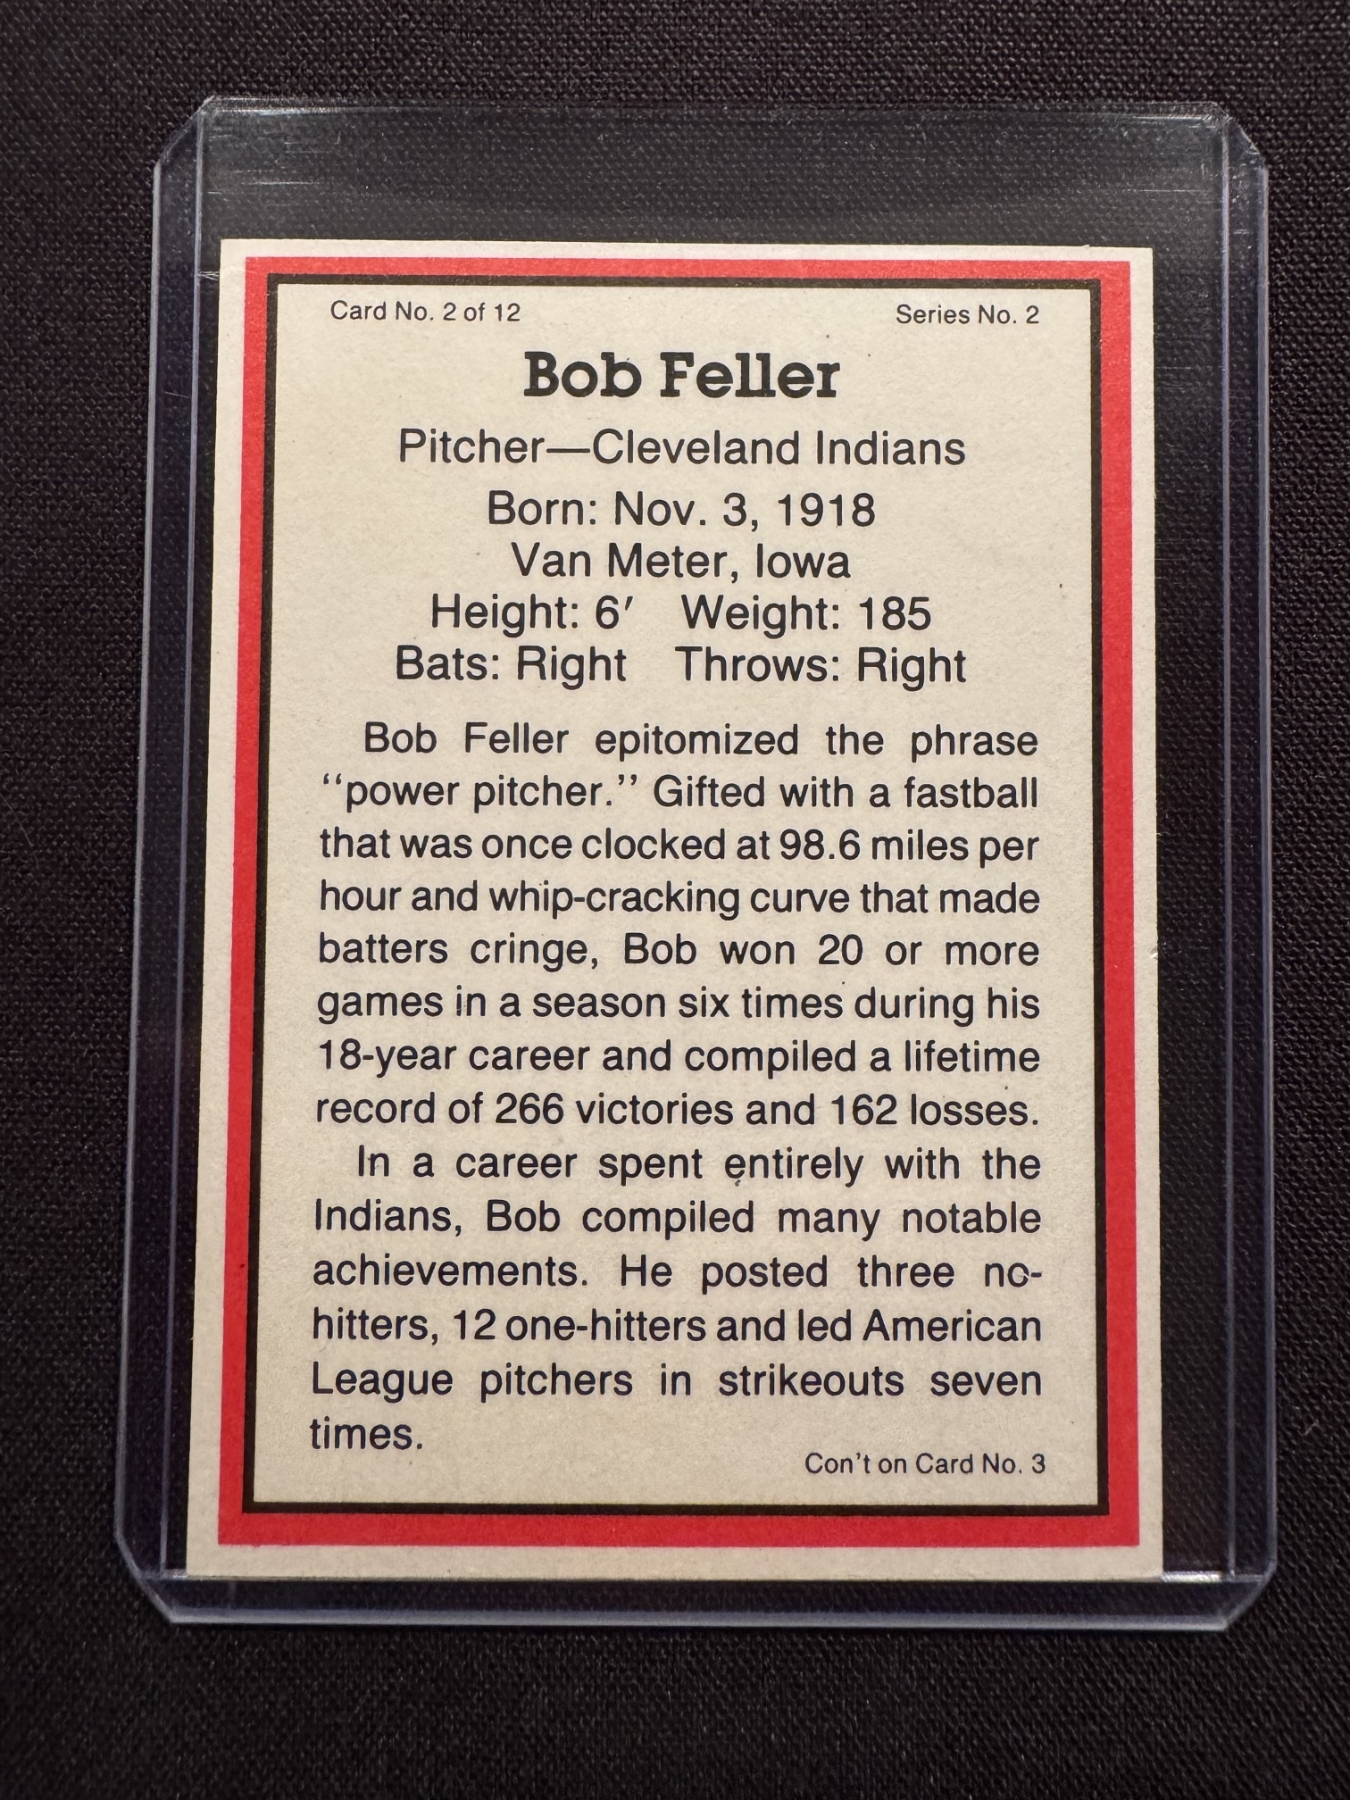 Card No. 2 of 12 Series No. 2
Bob Feller
Pitcher—Cleveland Indians
Born: Nov. 3, 1918
Van Meter, Iowa
Height: 6′ Weight: 185
Bats: Right Throws: Right
Bob Feller epitomized the phrase
‘‘power pitcher.’’ Gifted with a fastball
that was once clocked at 98.6 miles per
hour and whip-cracking curve that made
batters cringe, Bob won 20 or more
games in a season six times during his
18-year career and compiled a lifetime
record of 266 victories and 162 losses.
In a career spent entirely with the
Indians, Bob compiled many notable
achievements. He posted three no-
hitters, 12 one-hitters and led American
League pitchers in strikeouts seven
times.
Con't on Card No. 3